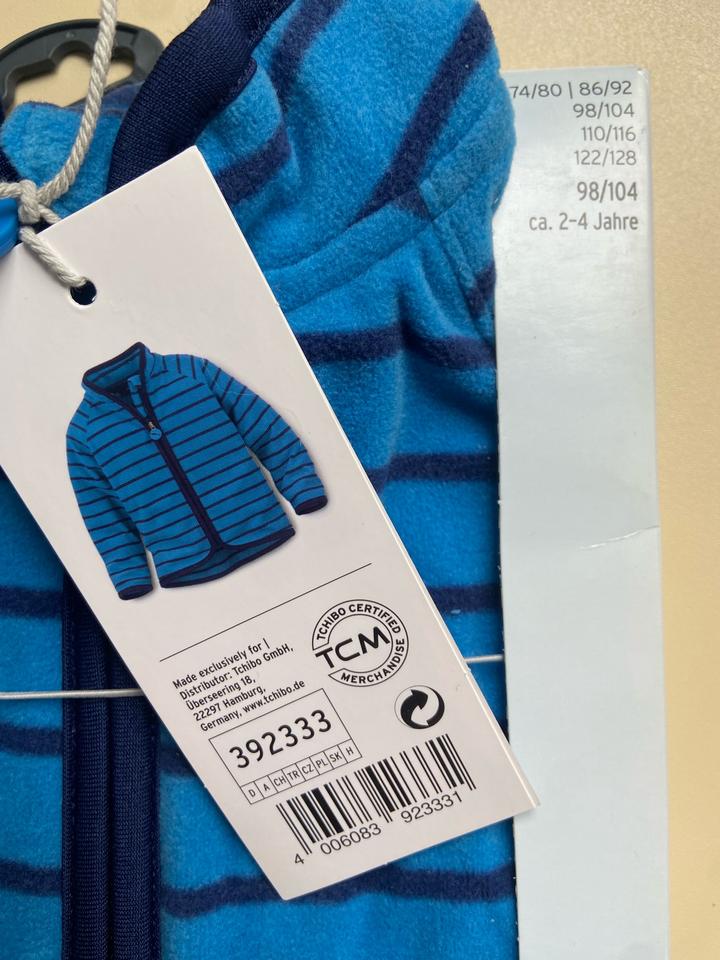 74/80 | 86/92
98/104
110/116
122/128
98/104
ca. 2-4 Jahre
TCHIBO CERTIFIED
TCM
MERCHANDISE
Made exclusively for |
Distributor: Tchibo GmbH,
Überseering 18,
22297 Hamburg,
Germany, www.tchibo.de
392333
D A CH TR CZ PL SK H
4 006083 923331